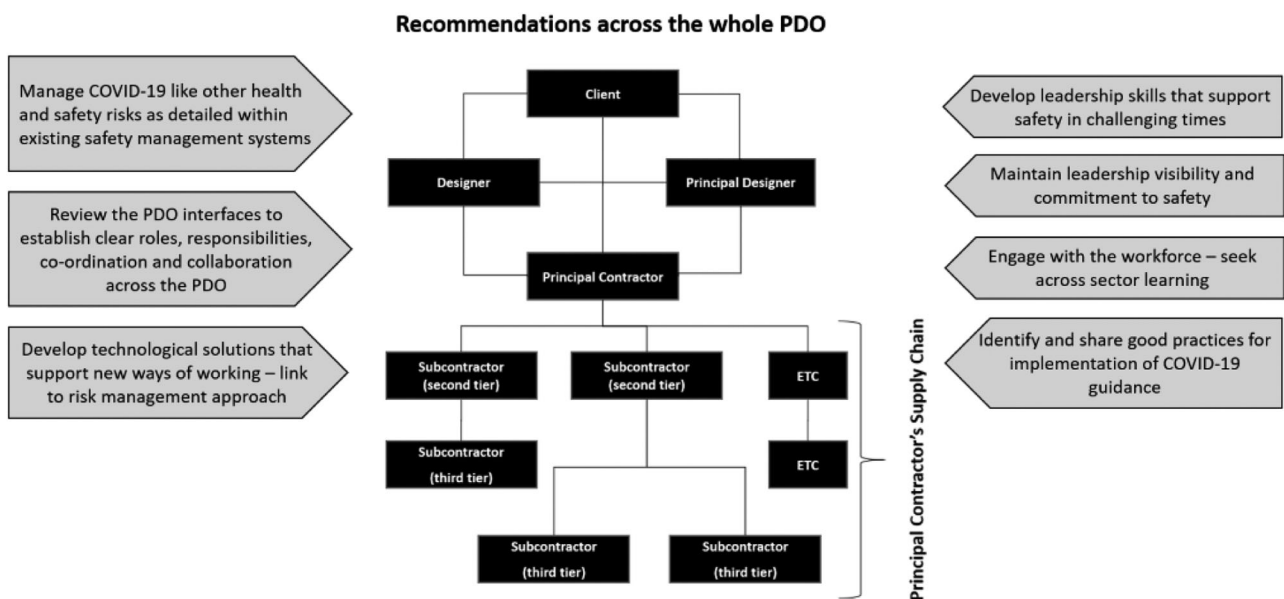 Recommendations across the whole PDO
Manage COVID-19 like other health
and safety risks as detailed within
existing safety management systems
Review the PDO interfaces to
establish clear roles, responsibilities,
co-ordination and collaboration
across the PDO
Develop technological solutions that
support new ways of working – link
to risk management approach
Client
Designer
Principal Designer
Principal Contractor
Subcontractor
(second tier)
Subcontractor
(second tier)
ETC
Subcontractor
(third tier)
ETC
Subcontractor
(third tier)
Subcontractor
(third tier)
Principal Contractor's Supply Chain
Develop leadership skills that support
safety in challenging times
Maintain leadership visibility and
commitment to safety
Engage with the workforce – seek
across sector learning
Identify and share good practices for
implementation of COVID-19
guidance